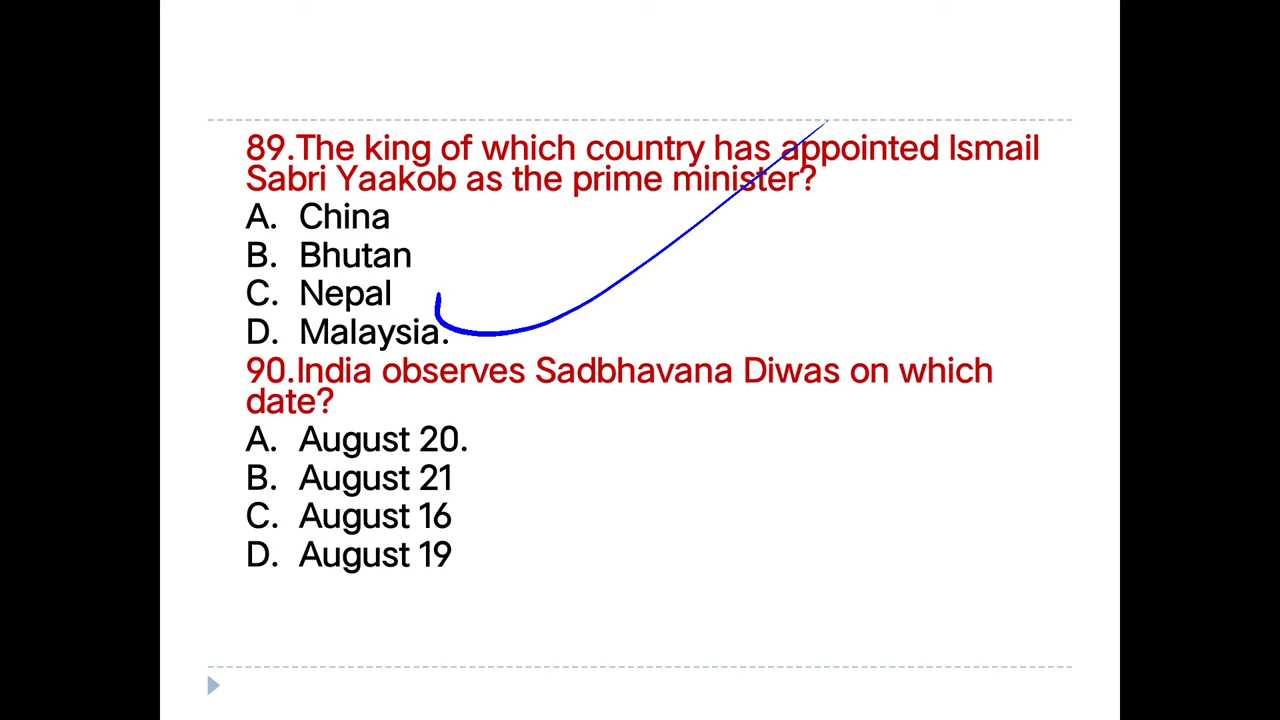 89.The king of which country has appointed Ismail
Sabri Yaakob as the prime minister?
A. China
B. Bhutan
C. Nepal
D. Malaysia.
90.India observes Sadbhavana Diwas on which
date?
A. August 20.
B. August 21
C. August 16
D. August 19